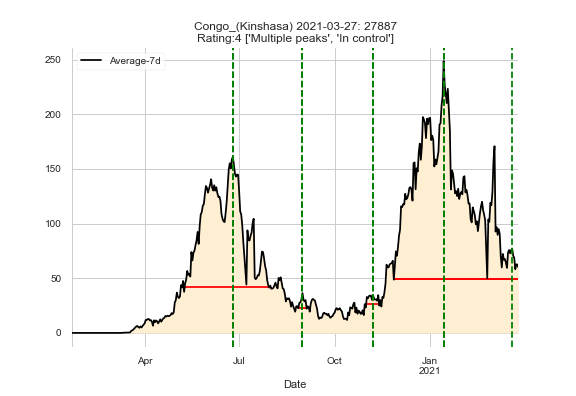 Congo_(Kinshasa) 2021-03-27: 27887
Rating:4 ['Multiple peaks', 'In control']
Average-7d
250
200
150
100
50
0
Apr
Jul
Oct
Jan
2021
Date